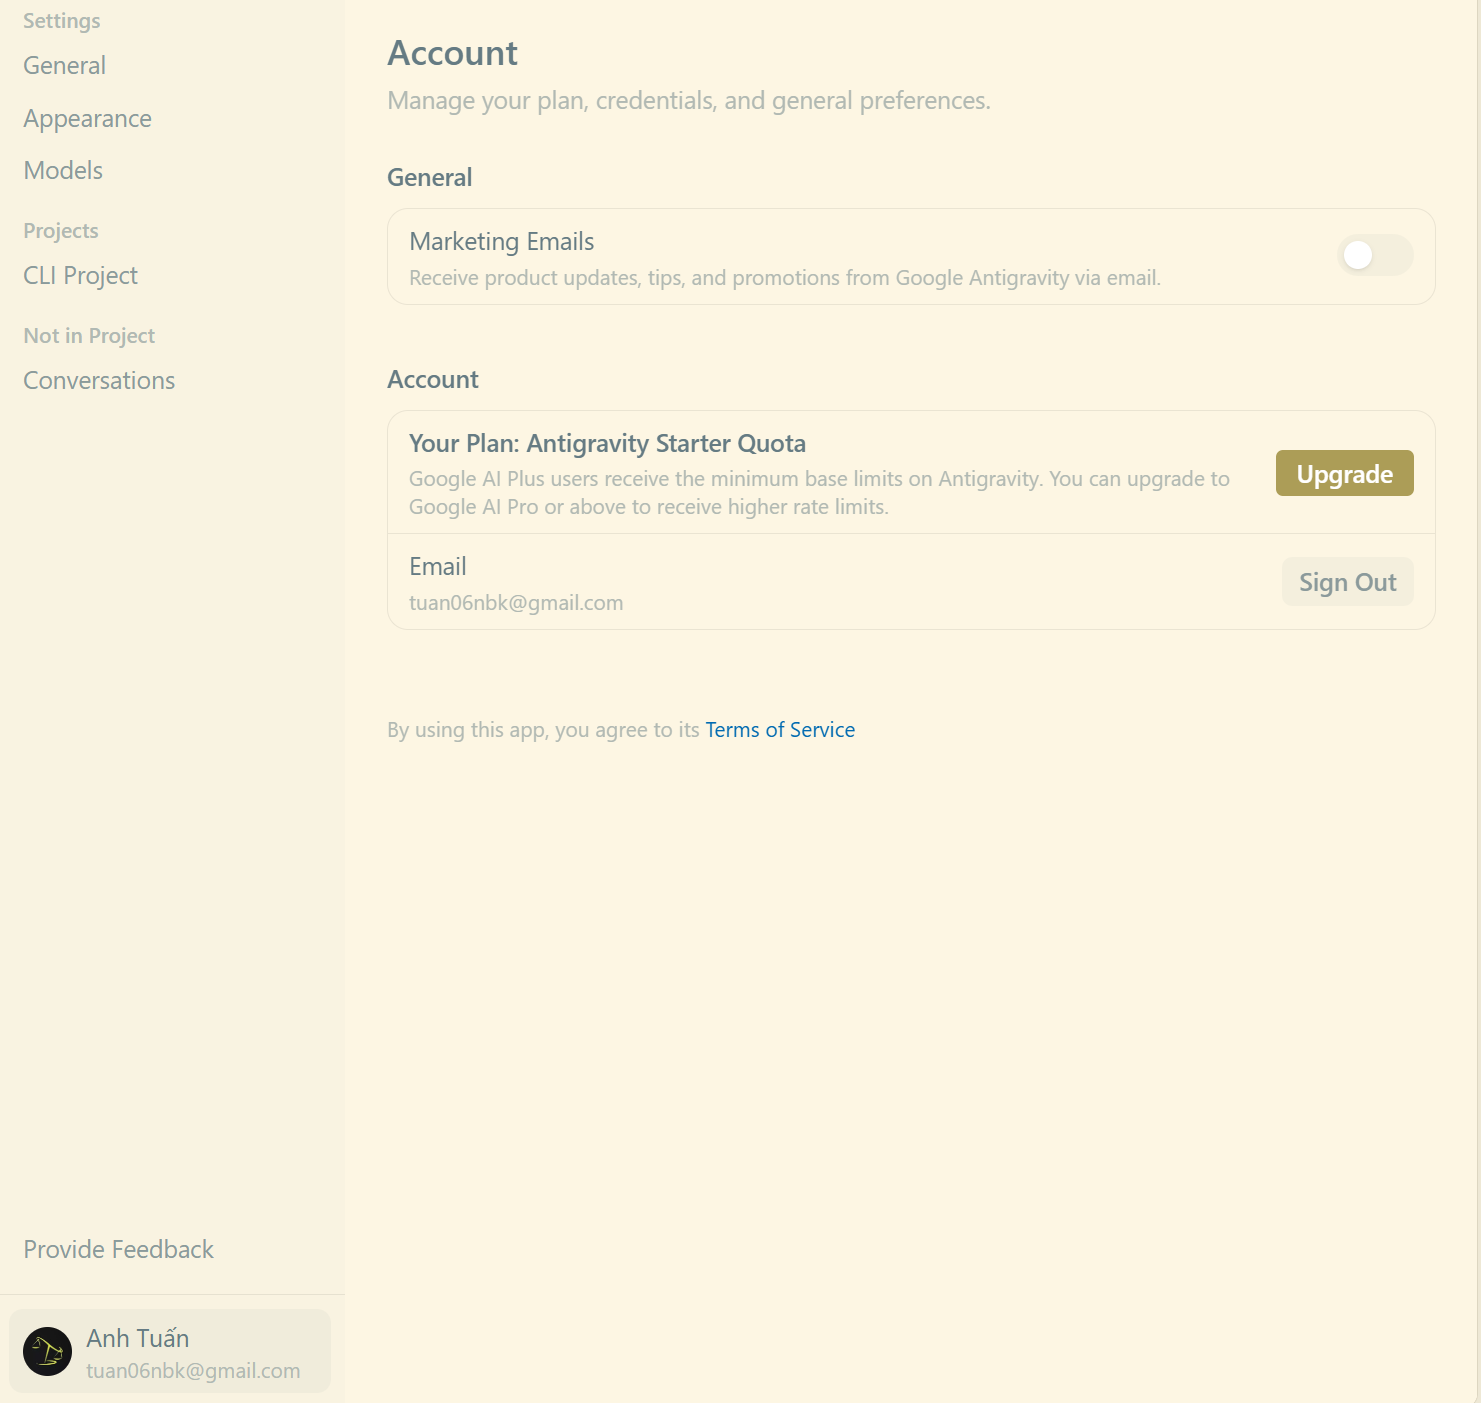 Settings
General
Appearance
Models
Projects
CLI Project
Not in Project
Conversations
Provide Feedback
Anh Tuấn
tuan06nbk@gmail.com
Account
Manage your plan, credentials, and general preferences.
General
Marketing Emails
Receive product updates, tips, and promotions from Google Antigravity via email.
Account
Your Plan: Antigravity Starter Quota
Google AI Plus users receive the minimum base limits on Antigravity. You can upgrade to
Google AI Pro or above to receive higher rate limits.
Upgrade
Email
tuan06nbk@gmail.com
Sign Out
By using this app, you agree to its Terms of Service